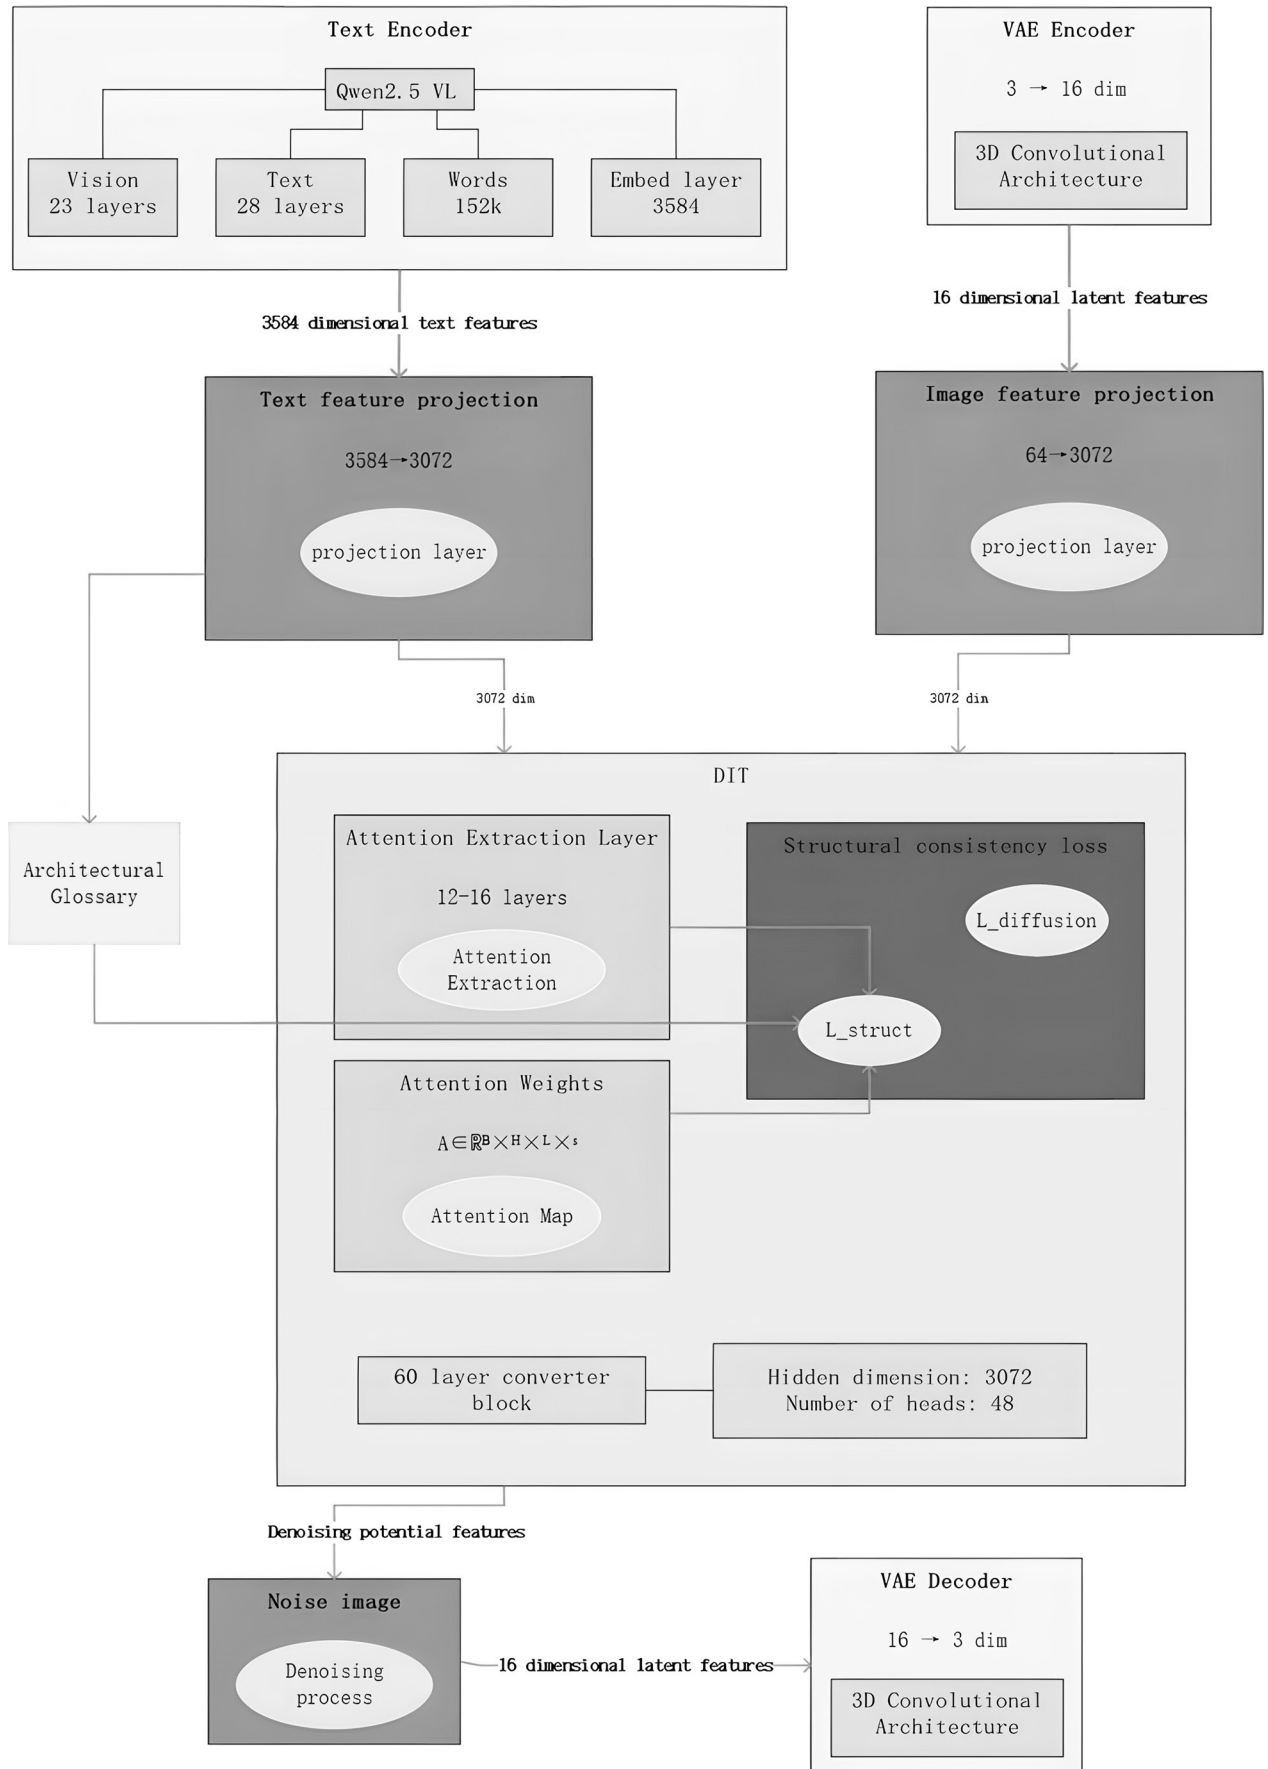 Text Encoder
Qwen2.5 VL
Vision
23 layers
Text
28 layers
Words
152k
Embed layer
3584
VAE Encoder
3 → 16 dim
3D Convolutional
Architecture
3584 dimensional text features
16 dimensional latent features
Text feature projection
3584→3072
projection layer
Image feature projection
64→3072
projection layer
3072 dim
3072 din
DIT
Architectural
Glossary
Attention Extraction Layer
12-16 layers
Attention
Extraction
Structural consistency loss
L_diffusion
L_struct
Attention Weights
A∈ℝB×H×L×s
Attention Map
60 layer converter
block
Hidden dimension: 3072
Number of heads: 48
Denoising potential features
Noise image
Denoising
process
16 dimensional latent features
VAE Decoder
16 → 3 dim
3D Convolutional
Architecture